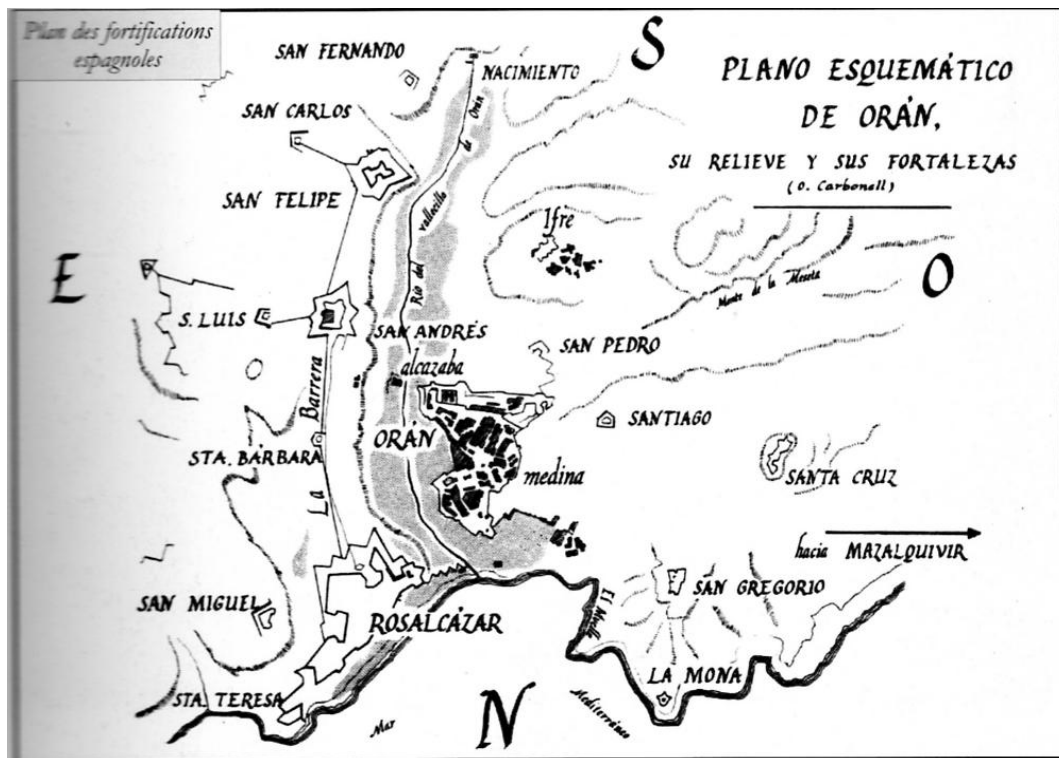 Plan des fortifications
espagnoles
S
PLANO ESQUEMÁTICO
DE ORÁN,
SU RELIEVE Y SUS FORTALEZAS
(O. Carbonell)
SAN FERNANDO
NACIMIENTO
SAN CARLOS
SAN FELIPE
Río del vallecillo de Orán
Ifre
Monte de la Meseta
E
O
S. LUIS
SAN ANDRÉS
SAN PEDRO
alcazaba
SANTIAGO
La Barrera
ORÁN
STA. BÁRBARA
medina
SANTA CRUZ
hacia MAZALQUIVIR
SAN MIGUEL
ROSALCÁZAR
El Muelle
SAN GREGORIO
STA. TERESA
LA MONA
Mar
N
Mediterráneo